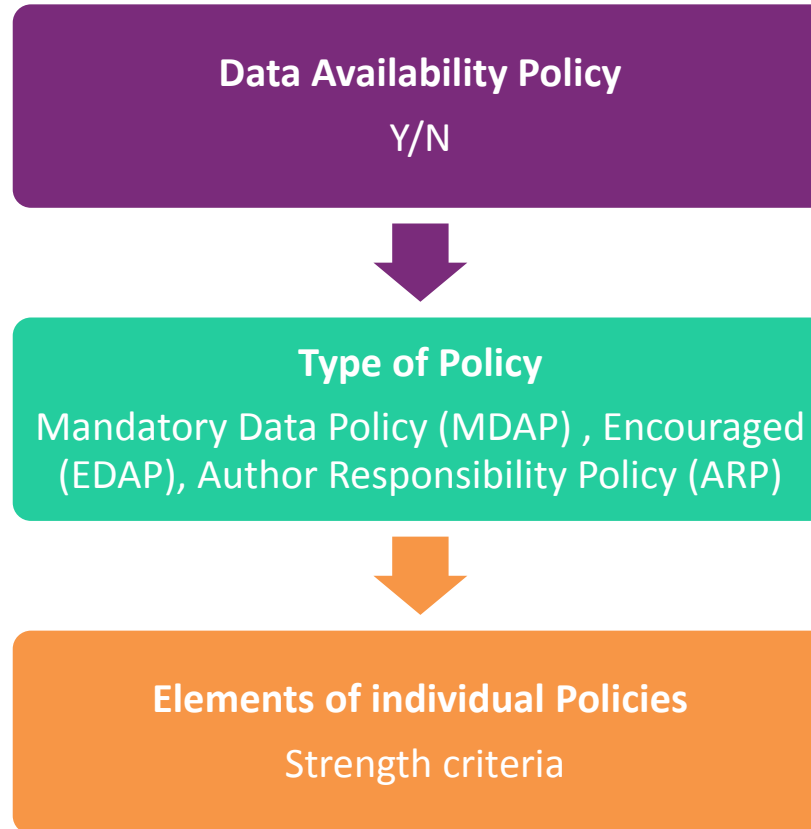 Data Availability Policy
Y/N
Type of Policy
Mandatory Data Policy (MDAP) , Encouraged
(EDAP), Author Responsibility Policy (ARP)
Elements of individual Policies
Strength criteria